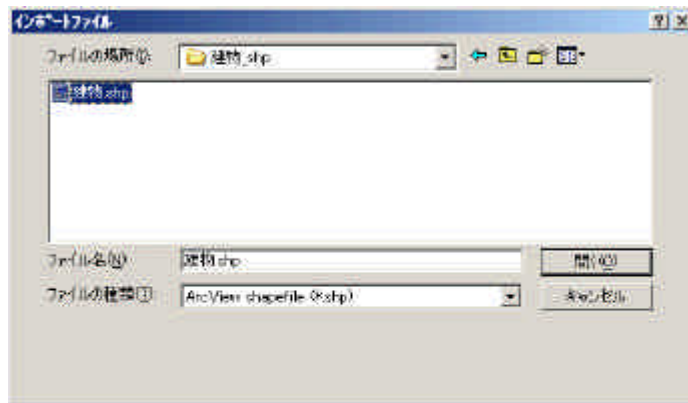 インポートファイル
ファイルの場所(I):
建物_shp
建物.shp
ファイル名(N)
建物.shp
開く(O)
ファイルの種類(T):
ArcView shapefile (*.shp)
キャンセル